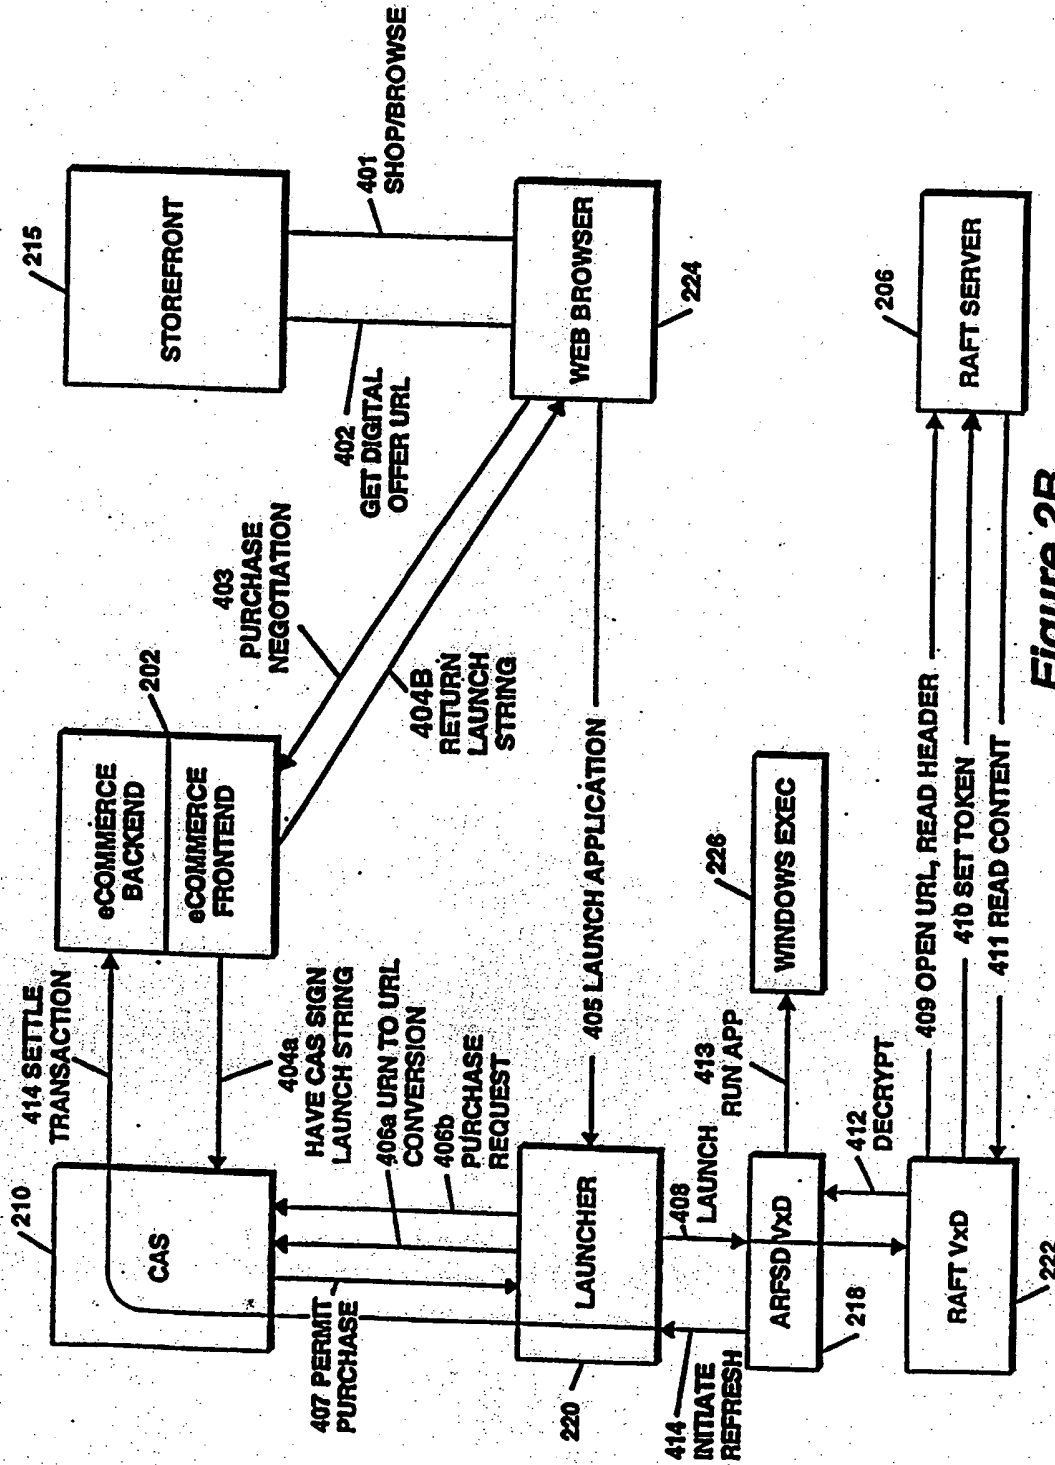 414 SETTLE
TRANSACTION
210
CAS
eCOMMERCE
BACKEND
eCOMMERCE
FRONTEND
202
215
STOREFRONT
404a
HAVE CAS SIGN
LAUNCH STRING
403
PURCHASE
NEGOTIATION
402
GET DIGITAL
OFFER URL
401
SHOP/BROWSE
406a URN TO URL
CONVERSION
406b
PURCHASE
REQUEST
404B
RETURN
LAUNCH
STRING
407 PERMIT
PURCHASE
LAUNCHER
220
405 LAUNCH APPLICATION
WEB BROWSER
224
414
INITIATE
REFRESH
408
LAUNCH
413
RUN APP
226
WINDOWS EXEC
ARFSD VxD
218
412
DECRYPT
206
RAFT SERVER
409 OPEN URL, READ HEADER
410 SET TOKEN
411 READ CONTENT
RAFT VxD
222
Figure 2B